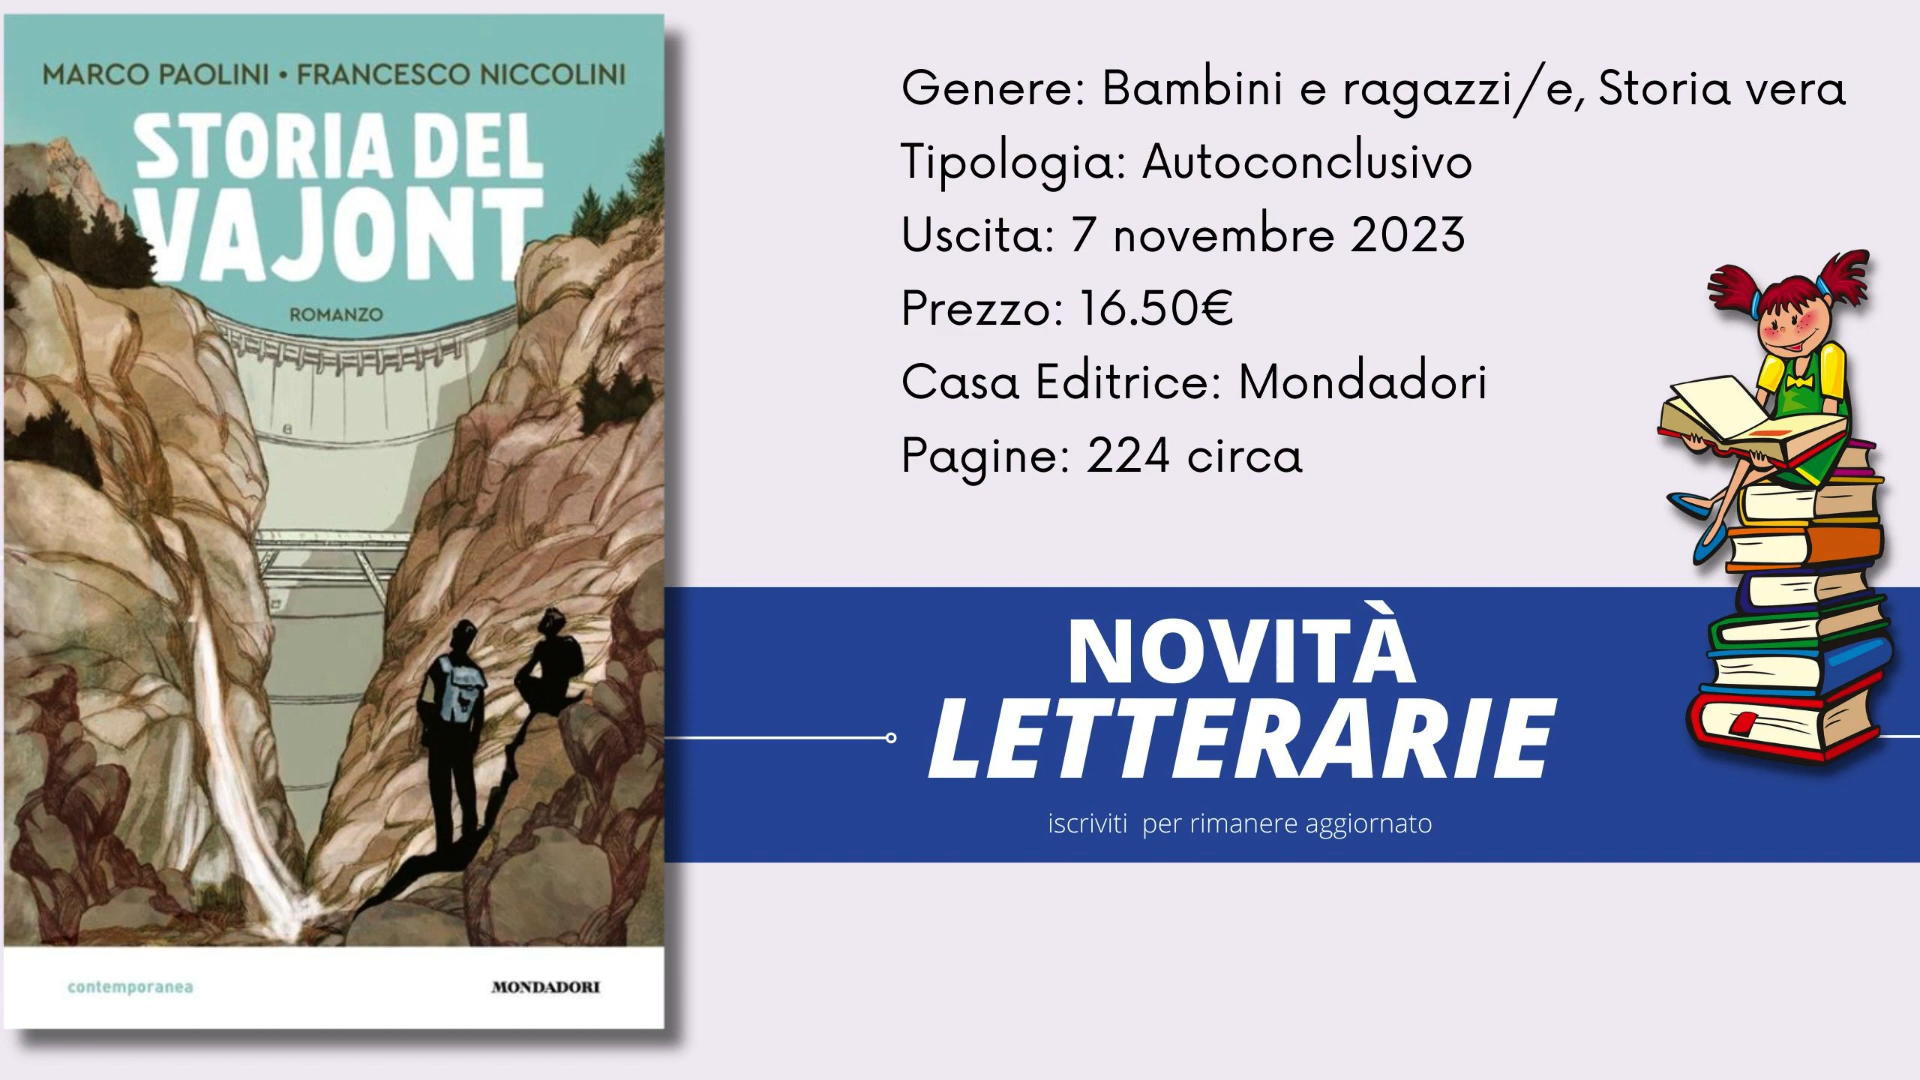 MARCO PAOLINI • FRANCESCO NICCOLINI
STORIA DEL
VAJONT
ROMANZO
contemporanea
MONDADORI
Genere: Bambini e ragazzi/e, Storia vera
Tipologia: Autoconclusivo
Uscita: 7 novembre 2023
Prezzo: 16.50€
Casa Editrice: Mondadori
Pagine: 224 circa
NOVITÀ
LETTERARIE
iscriviti per rimanere aggiornato